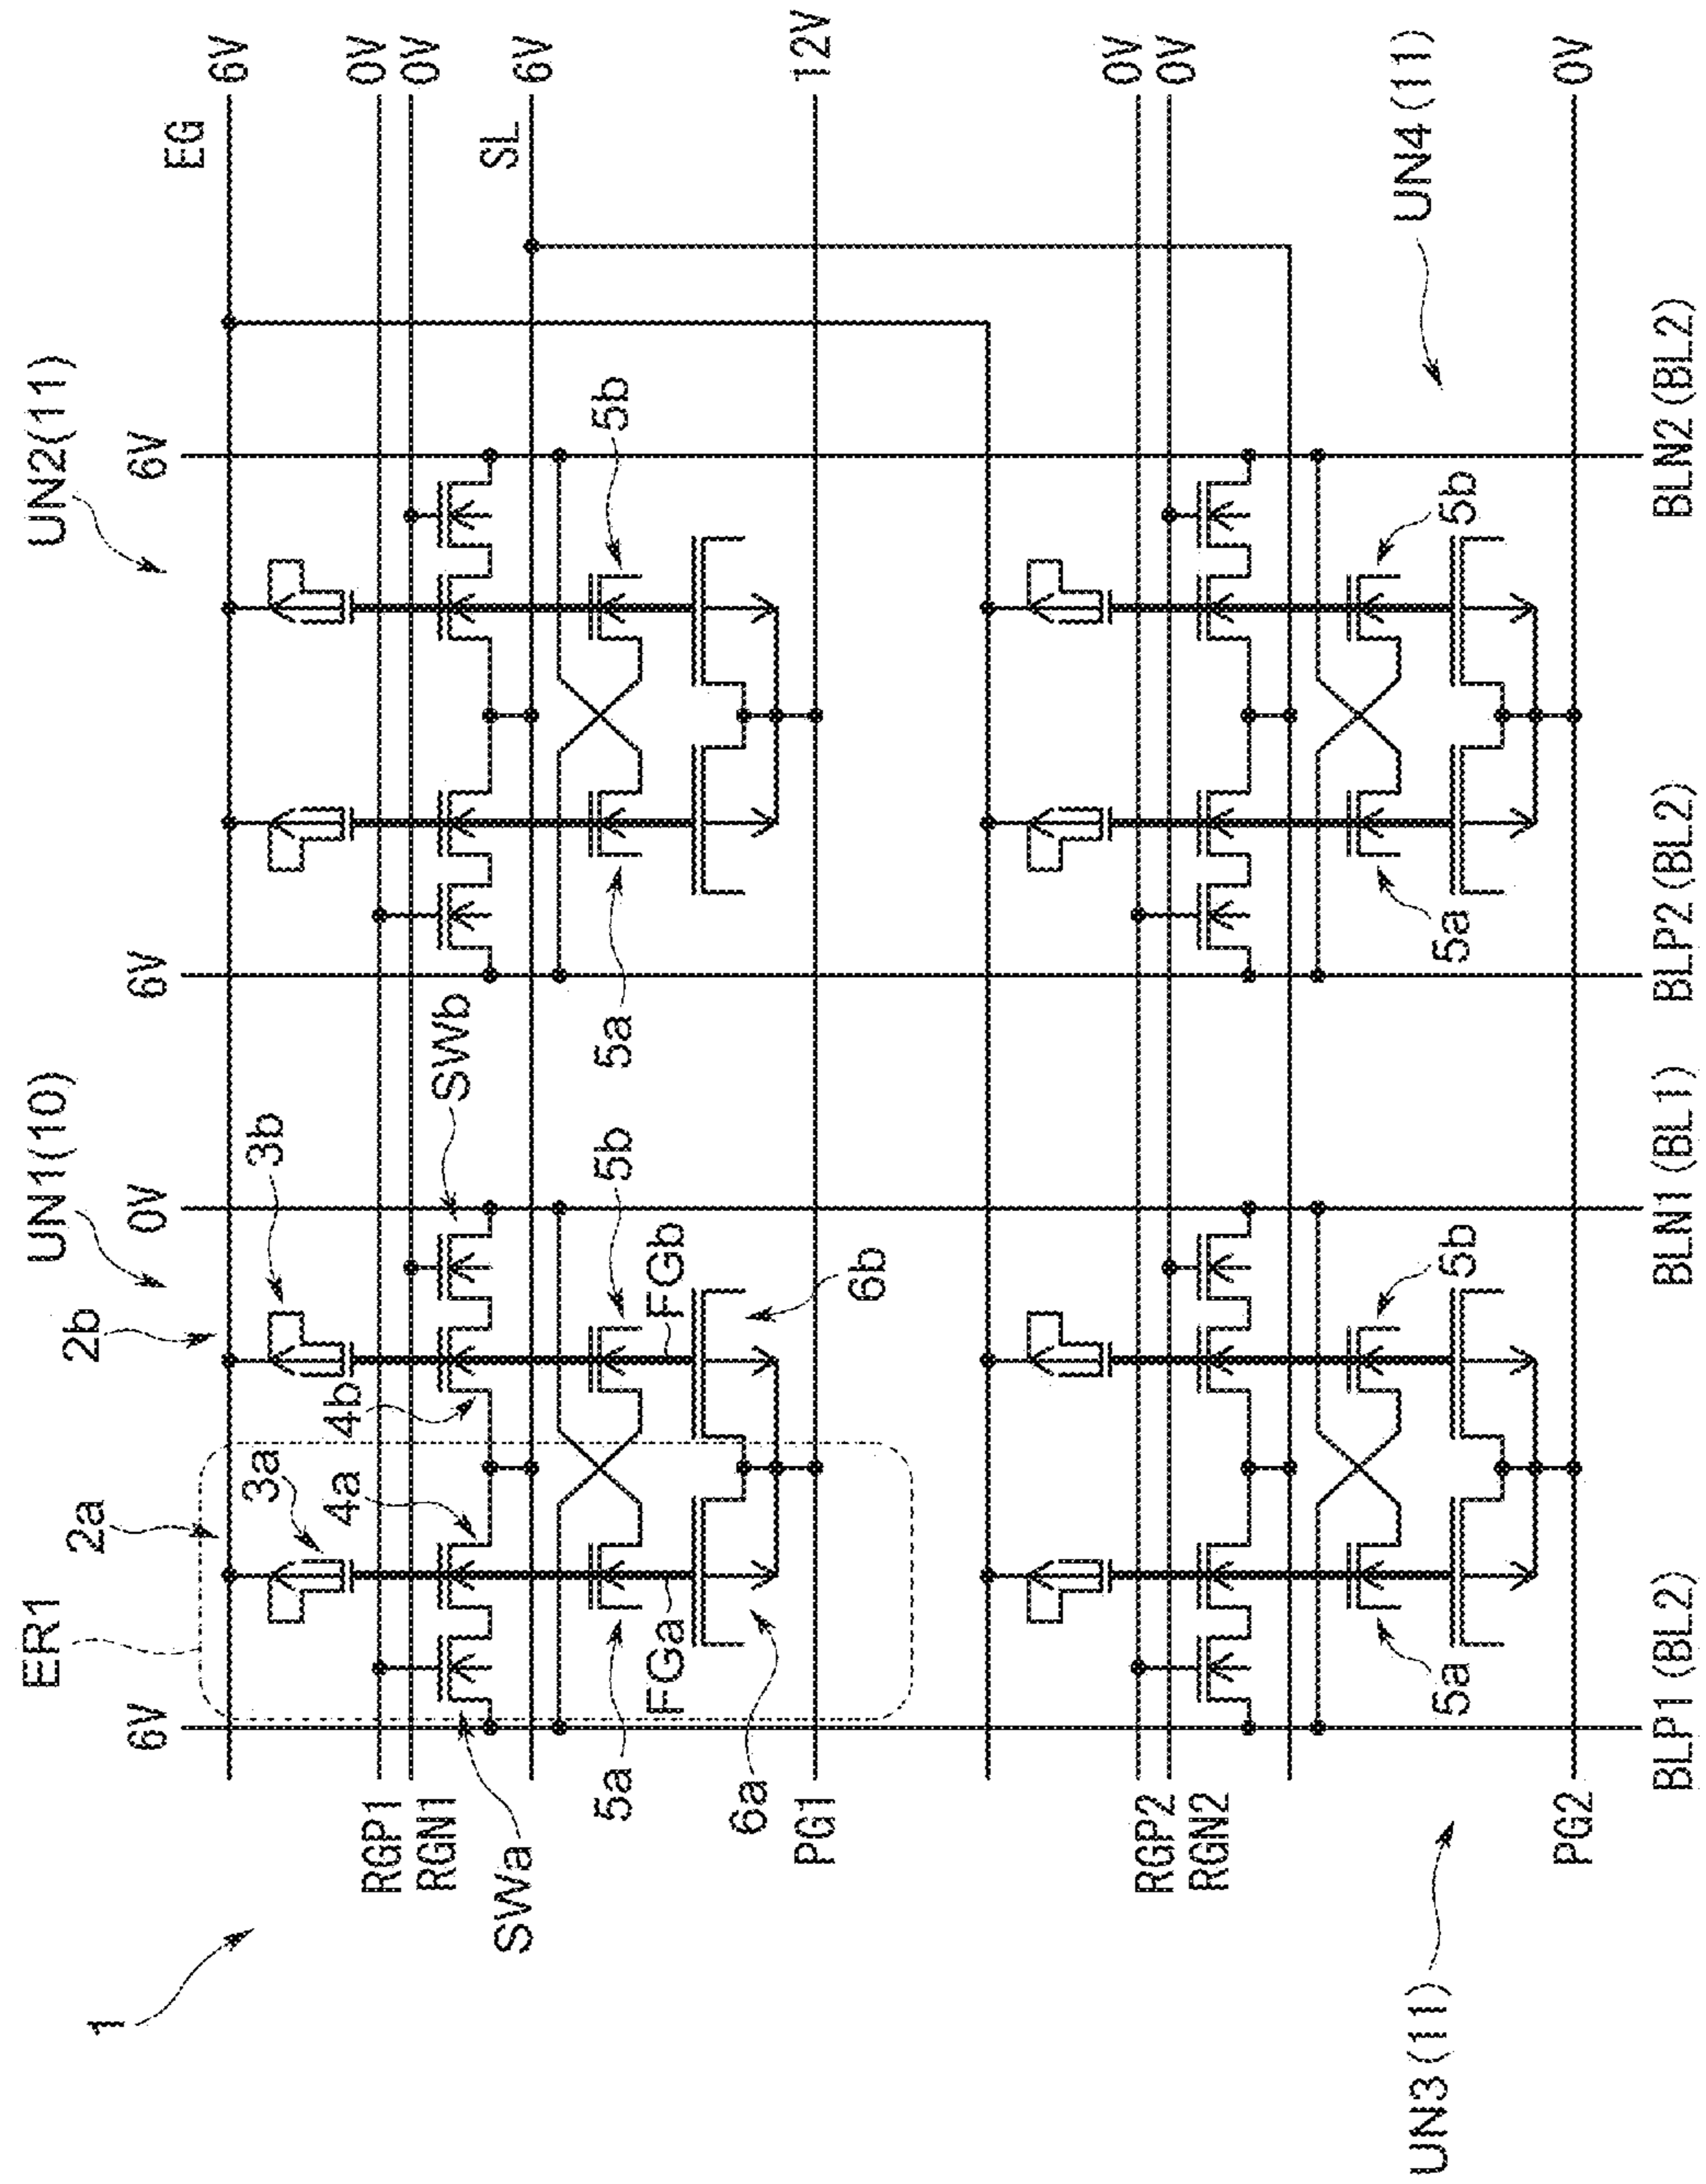 ER1
UN1(10)
UN2(11)
1
2a
2b
6V
0V
6V
6V
EG
6V
3a
3b
4a
4b
RGP1
0V
RGN1
0V
SWb
SWa
SL
6V
5a
5b
5a
5b
FGa
FGb
6a
6b
PG1
12V
RGP2
0V
RGN2
0V
5a
5b
5a
5b
UN3(11)
UN4(11)
PG2
0V
BLP1(BL2)
BLN1(BL1)
BLP2(BL2)
BLN2(BL2)